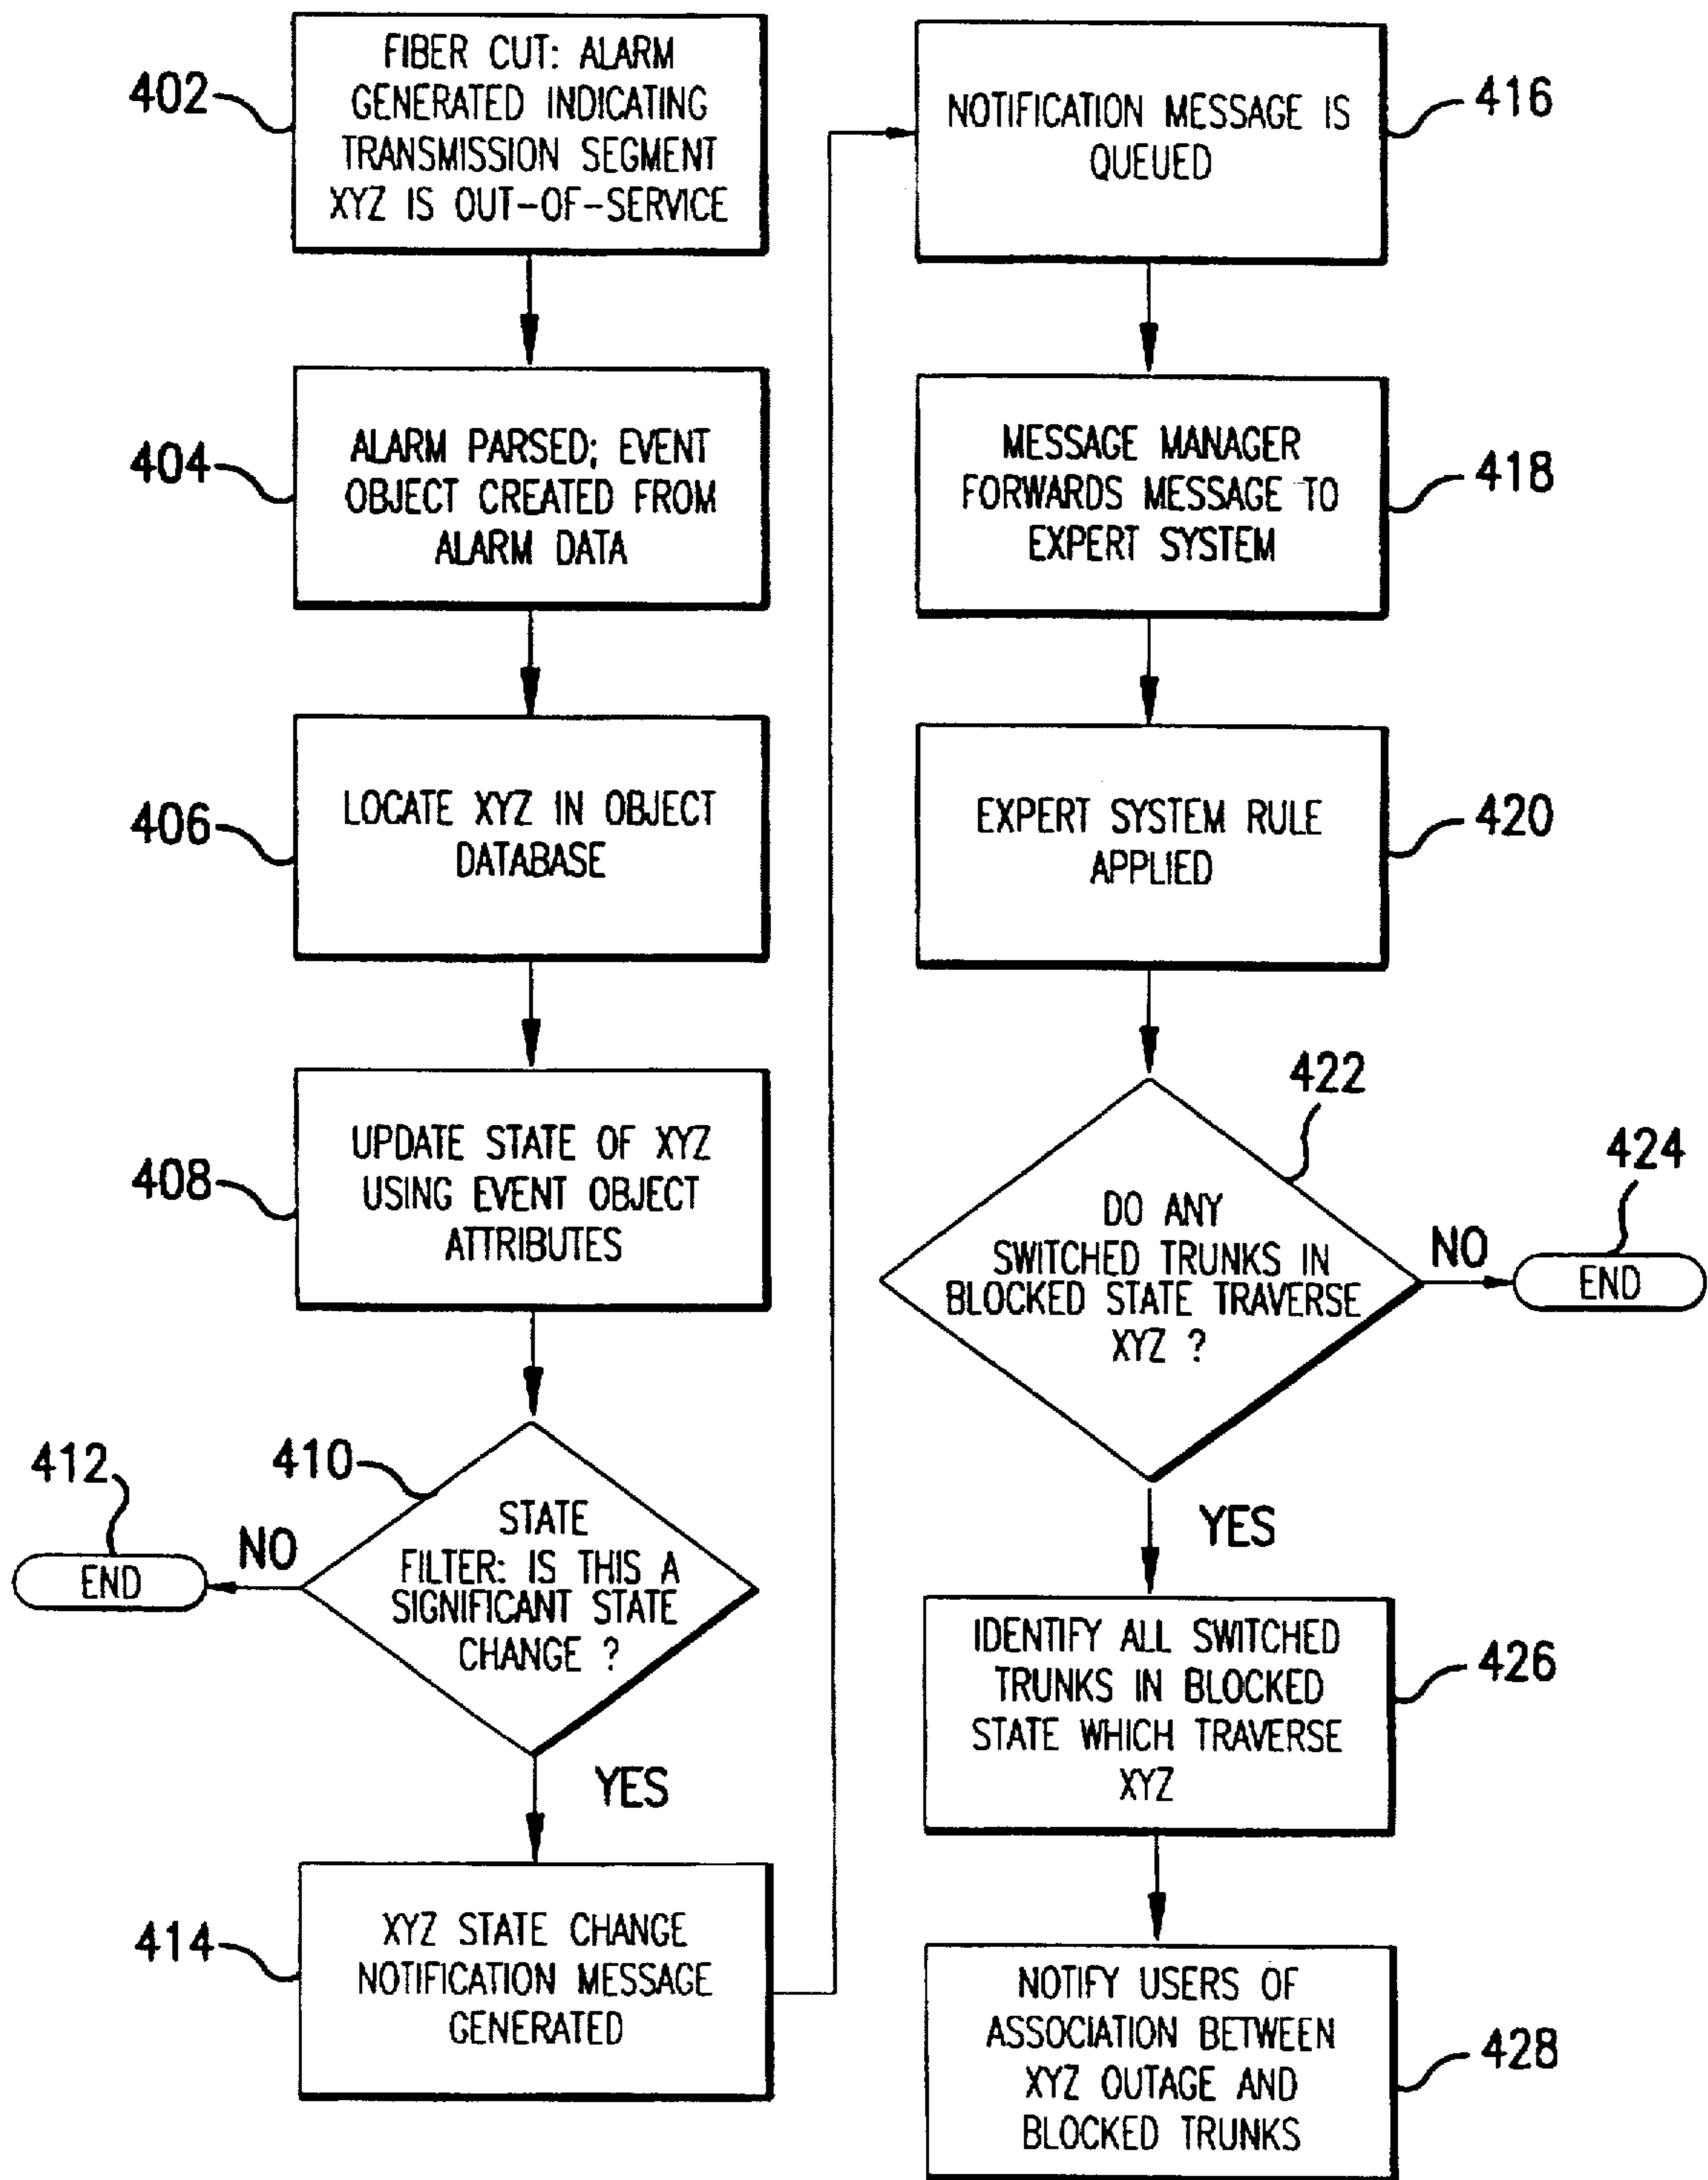 402
FIBER CUT: ALARM
GENERATED INDICATING
TRANSMISSION SEGMENT
XYZ IS OUT-OF-SERVICE
404
ALARM PARSED; EVENT
OBJECT CREATED FROM
ALARM DATA
406
LOCATE XYZ IN OBJECT
DATABASE
408
UPDATE STATE OF XYZ
USING EVENT OBJECT
ATTRIBUTES
410
STATE
FILTER: IS THIS A
SIGNIFICANT STATE
CHANGE ?
NO
412
END
YES
414
XYZ STATE CHANGE
NOTIFICATION MESSAGE
GENERATED
416
NOTIFICATION MESSAGE IS
QUEUED
418
MESSAGE MANAGER
FORWARDS MESSAGE TO
EXPERT SYSTEM
420
EXPERT SYSTEM RULE
APPLIED
422
DO ANY
SWITCHED TRUNKS IN
BLOCKED STATE TRAVERSE
XYZ ?
NO
424
END
YES
426
IDENTIFY ALL SWITCHED
TRUNKS IN BLOCKED
STATE WHICH TRAVERSE
XYZ
428
NOTIFY USERS OF
ASSOCIATION BETWEEN
XYZ OUTAGE AND
BLOCKED TRUNKS